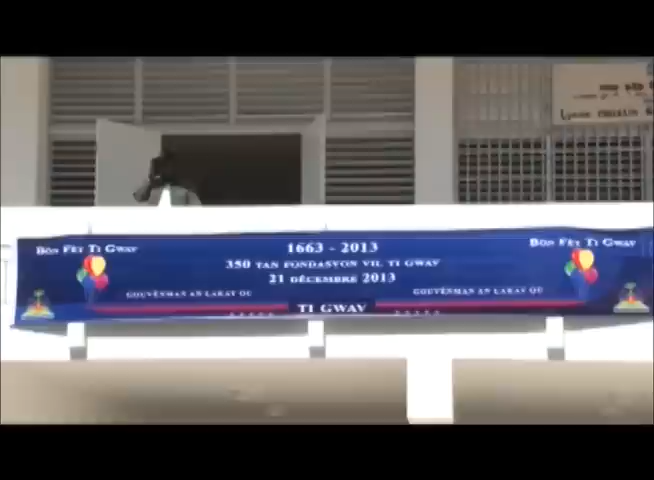 BÒN FÈT TI GWAV
1663 - 2013
BÒN FÈT TI GWAV
350 TAN FONDASYON VIL TI GWAV
21 DÉCEMBRE 2013
GOUVÈNMAN AN LAKAY OU
GOUVÈNMAN AN LAKAY OU
TI GWAV